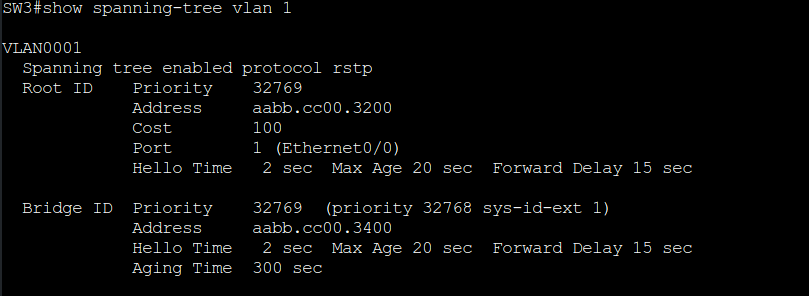 SW3#show spanning-tree vlan 1
VLAN0001
Spanning tree enabled protocol rstp
Root ID Priority 32769
Address aabb.cc00.3200
Cost 100
Port 1 (Ethernet0/0)
Hello Time 2 sec Max Age 20 sec Forward Delay 15 sec
Bridge ID Priority 32769 (priority 32768 sys-id-ext 1)
Address aabb.cc00.3400
Hello Time 2 sec Max Age 20 sec Forward Delay 15 sec
Aging Time 300 sec